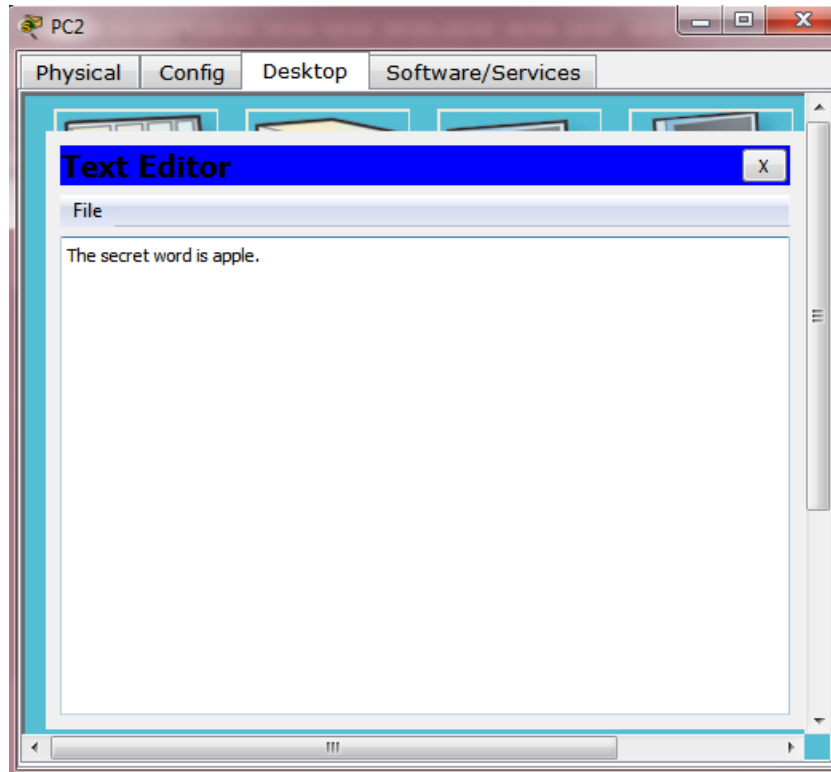 PC2
Physical Config Desktop Software/Services
Text Editor X
File
The secret word is apple.